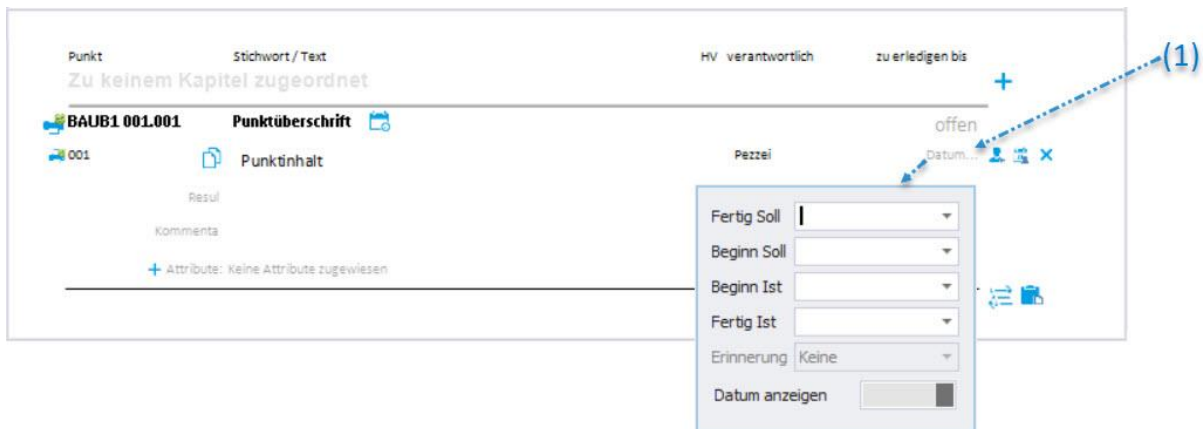 Punkt Stichwort / Text HV verantwortlich zu erledigen bis
(1)
Zu keinem Kapitel zugeordnet
BAUB1 001.001 Punktüberschrift offen
001 Punktinhalt Pezzei Datum...
Resul
Kommenta
Attribute: Keine Attribute zugewiesen
Fertig Soll
Beginn Soll
Beginn Ist
Fertig Ist
Erinnerung Keine
Datum anzeigen